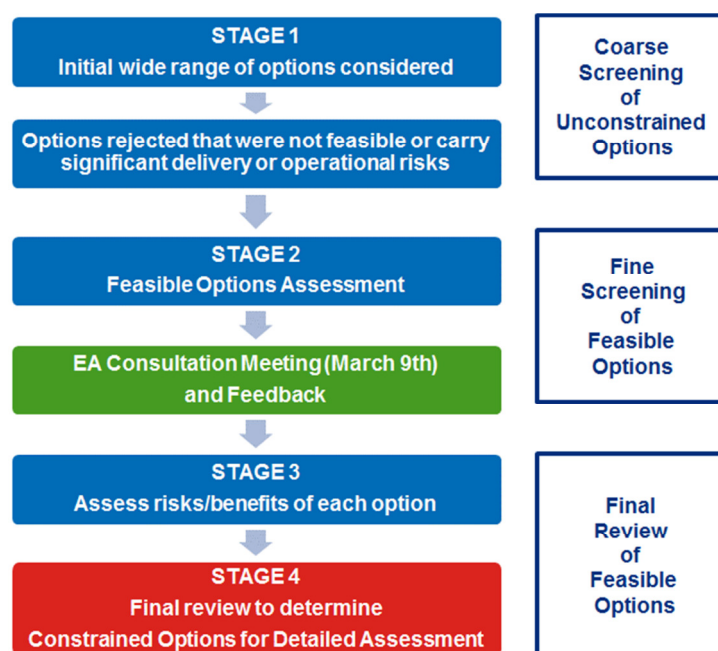 STAGE 1
Initial wide range of options considered
Options rejected that were not feasible or carry
significant delivery or operational risks
Coarse
Screening
of
Unconstrained
Options
STAGE 2
Feasible Options Assessment
EA Consultation Meeting (March 9th)
and Feedback
Fine
Screening
of
Feasible
Options
STAGE 3
Assess risks/benefits of each option
STAGE 4
Final review to determine
Constrained Options for Detailed Assessment
Final
Review
of
Feasible
Options